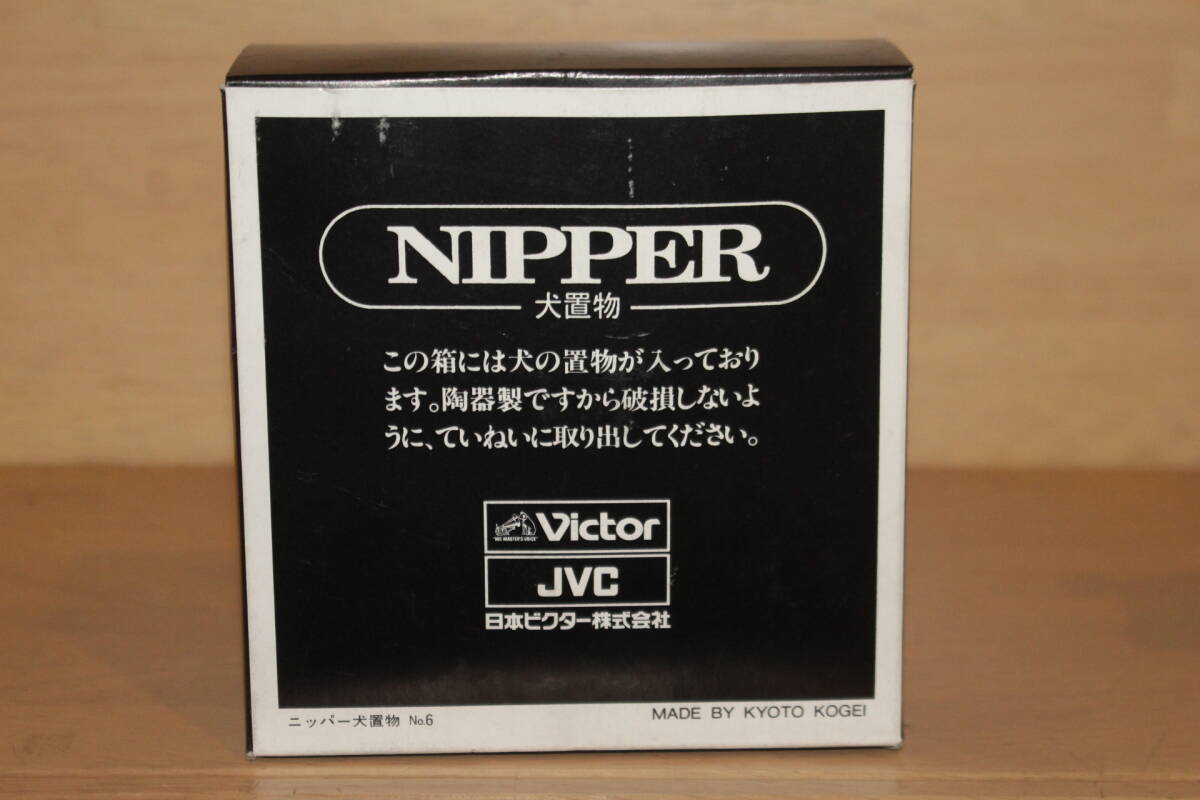 NIPPER
犬置物
この箱には犬の置物が入っており
ます。陶器製ですから破損しないよ
うに、ていねいに取り出してください。
"HIS MASTER'S VOICE" Victor
JVC
日本ビクター株式会社
ニッパー犬置物 No.6
MADE BY KYOTO KOGEI